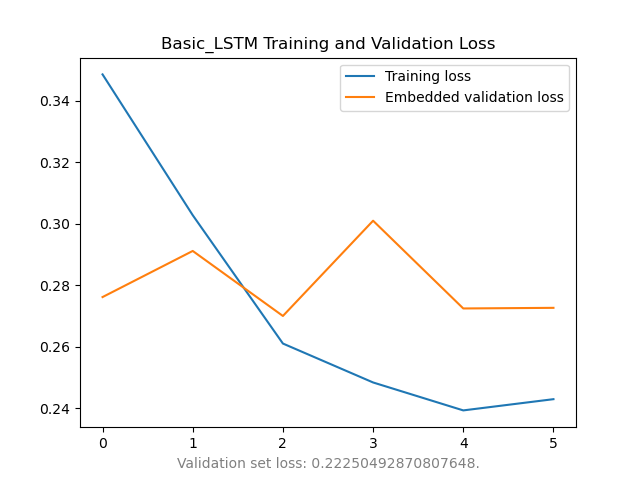 Basic_LSTM Training and Validation Loss
Training loss
Embedded validation loss
0.34
0.32
0.30
0.28
0.26
0.24
0 1 2 3 4 5
Validation set loss: 0.22250492870807648.